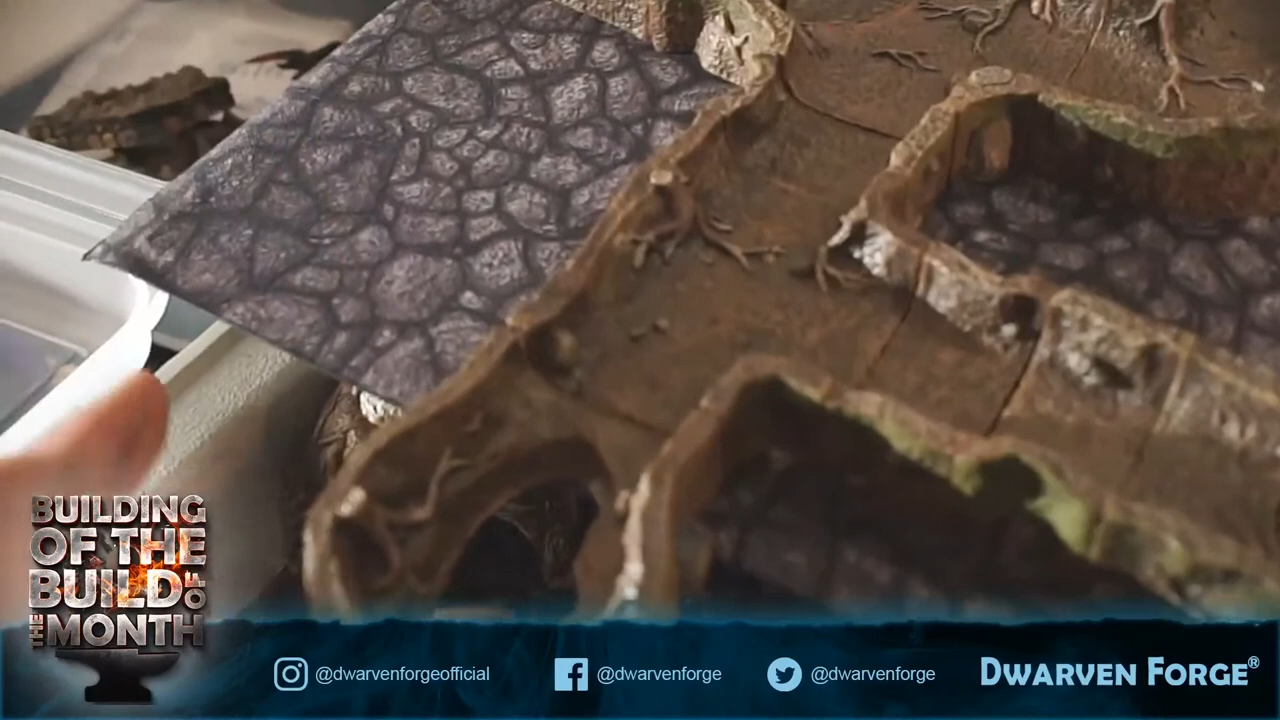 BUILDING
OF THE
BUILD OF
THE MONTH
@dwarvenforgeofficial
@dwarvenforge
@dwarvenforge
DWARVEN FORGE®